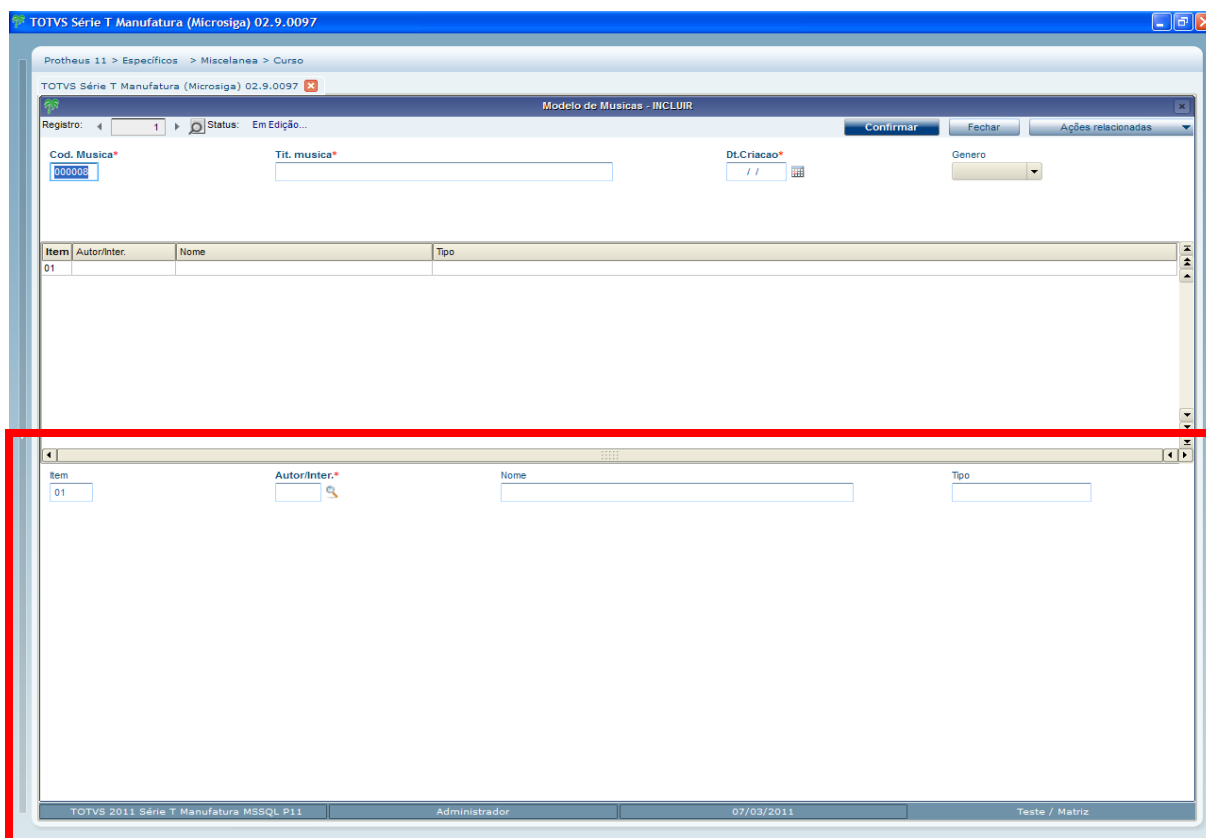 TOTVS Série T Manufatura (Microsiga) 02.9.0097
Protheus 11 > Específicos > Miscelanea > Curso
TOTVS Série T Manufatura (Microsiga) 02.9.0097
Modelo de Musicas - INCLUIR
Registro: 1 Status: Em Edição... Confirmar Fechar Ações relacionadas
Cod. Musica* Tit. musica* Dt.Criacao* Genero
000008 / /
Item Autor/Inter. Nome Tipo
01
Item Autor/Inter.* Nome Tipo
01
TOTVS 2011 Série T Manufatura MSSQL P11 Administrador 07/03/2011 Teste / Matriz